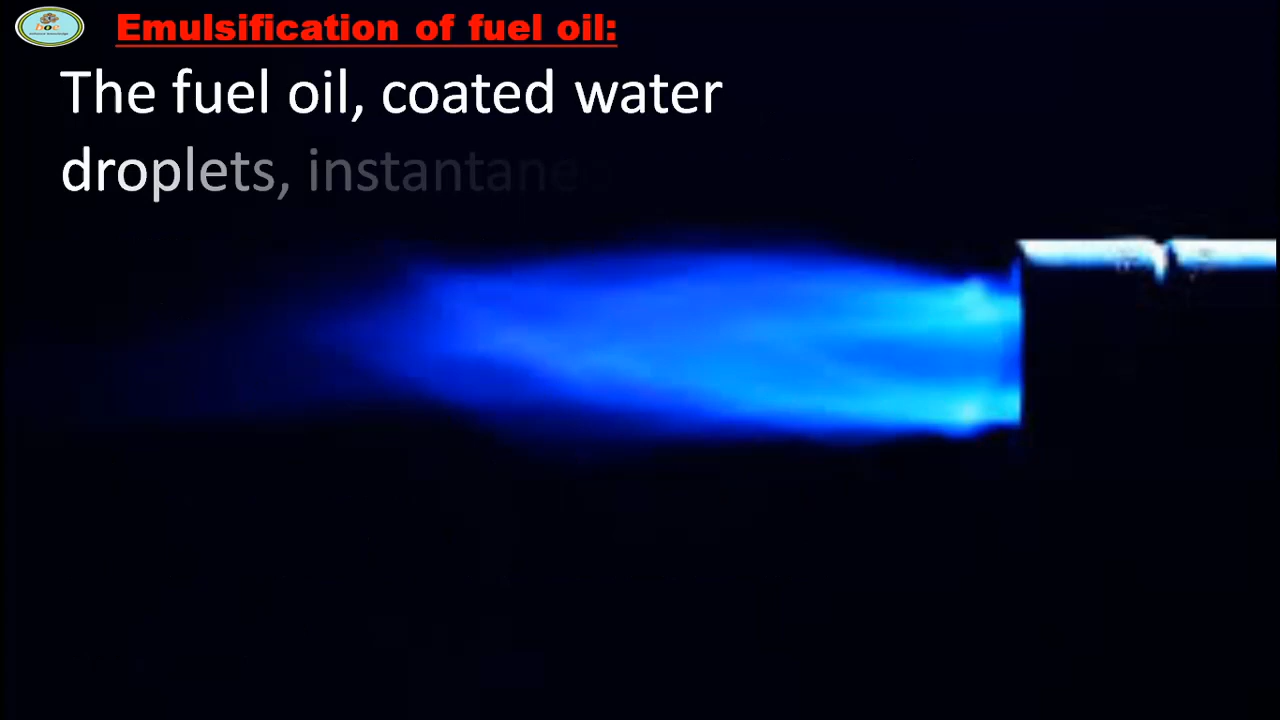 Emulsification of fuel oil:
The fuel oil, coated water
droplets,